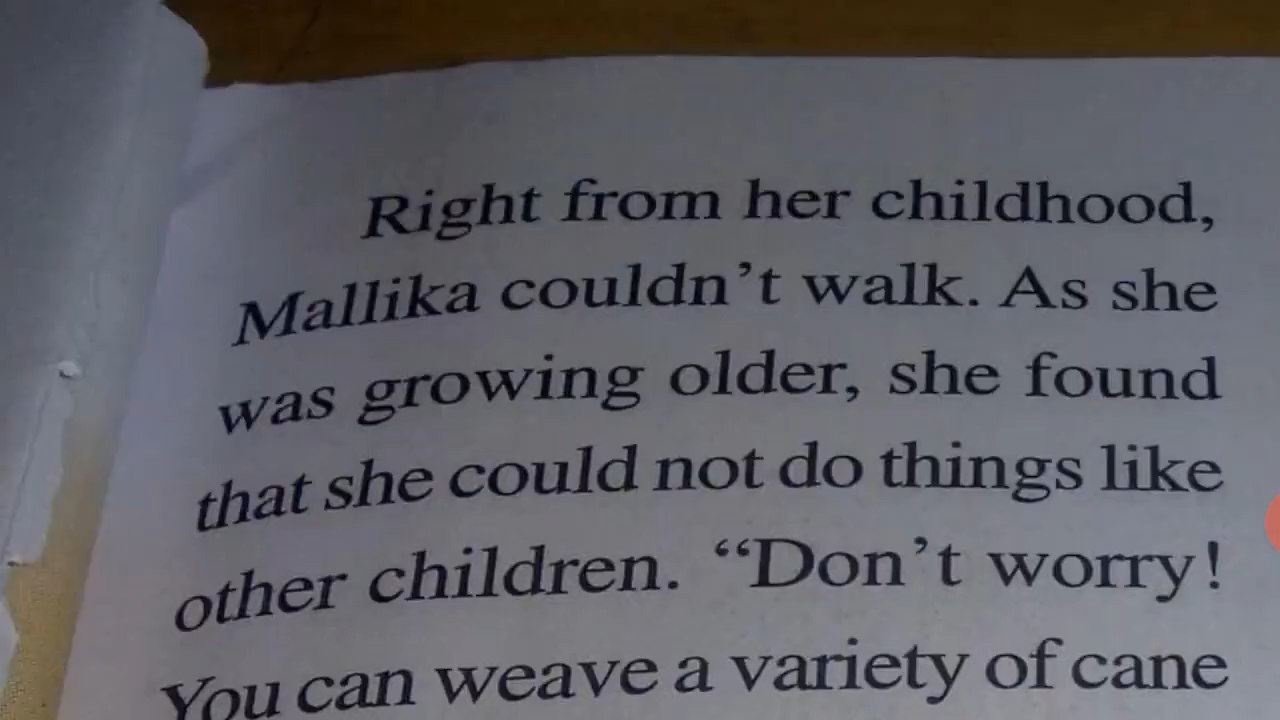 Right from her childhood,
Mallika couldn't walk. As she
was growing older, she found
that she could not do things like
other children. “Don't worry!
You can weave a variety of cane